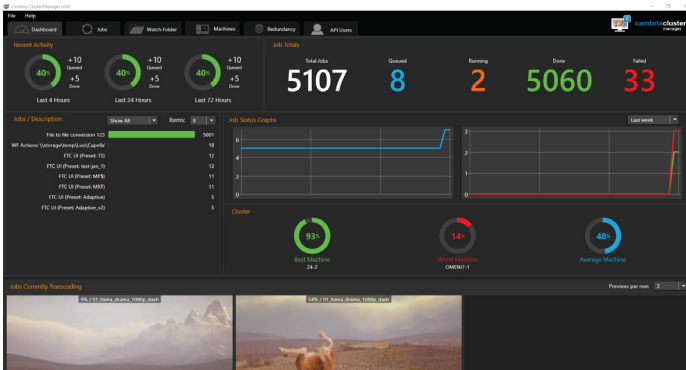 Cambria Cluster Manager (x64)
File Help
Dashboard Jobs Watch Folder Machines Redundancy API Users
cambriacluster
manager
Recent Activity
40% +10 Queued +5 Done
40% +10 Queued +5 Done
40% +10 Queued +5 Done
Last 4 Hours Last 24 Hours Last 72 Hours
Job Totals
Total Jobs Queued Running Done Failed
5107 8 2 5060 33
Jobs / Description Show All Items: 8
File to file conversion 123 5001
WF Actions: \\storage\temp\Luis\Capella\ 18
FTC UI (Preset: TS) 12
FTC UI (Preset: test-jan_1) 12
FTC UI (Preset: MP$) 11
FTC UI (Preset: MXF) 11
FTC UI (Preset: Adaptive) 5
FTC UI (Preset: Adaptive_v2) 5
Job Status Graphs Last week
6
4
2
0
3
2
1
0
Cluster
93% 14% 48%
Best Machine Worst Machine Average Machine
Z4-2 OMENI7-1
Jobs Currently Transcoding Previews per row: 3
9% / 01_llama_drama_1080p_dash 54% / 01_llama_drama_1080p_dash